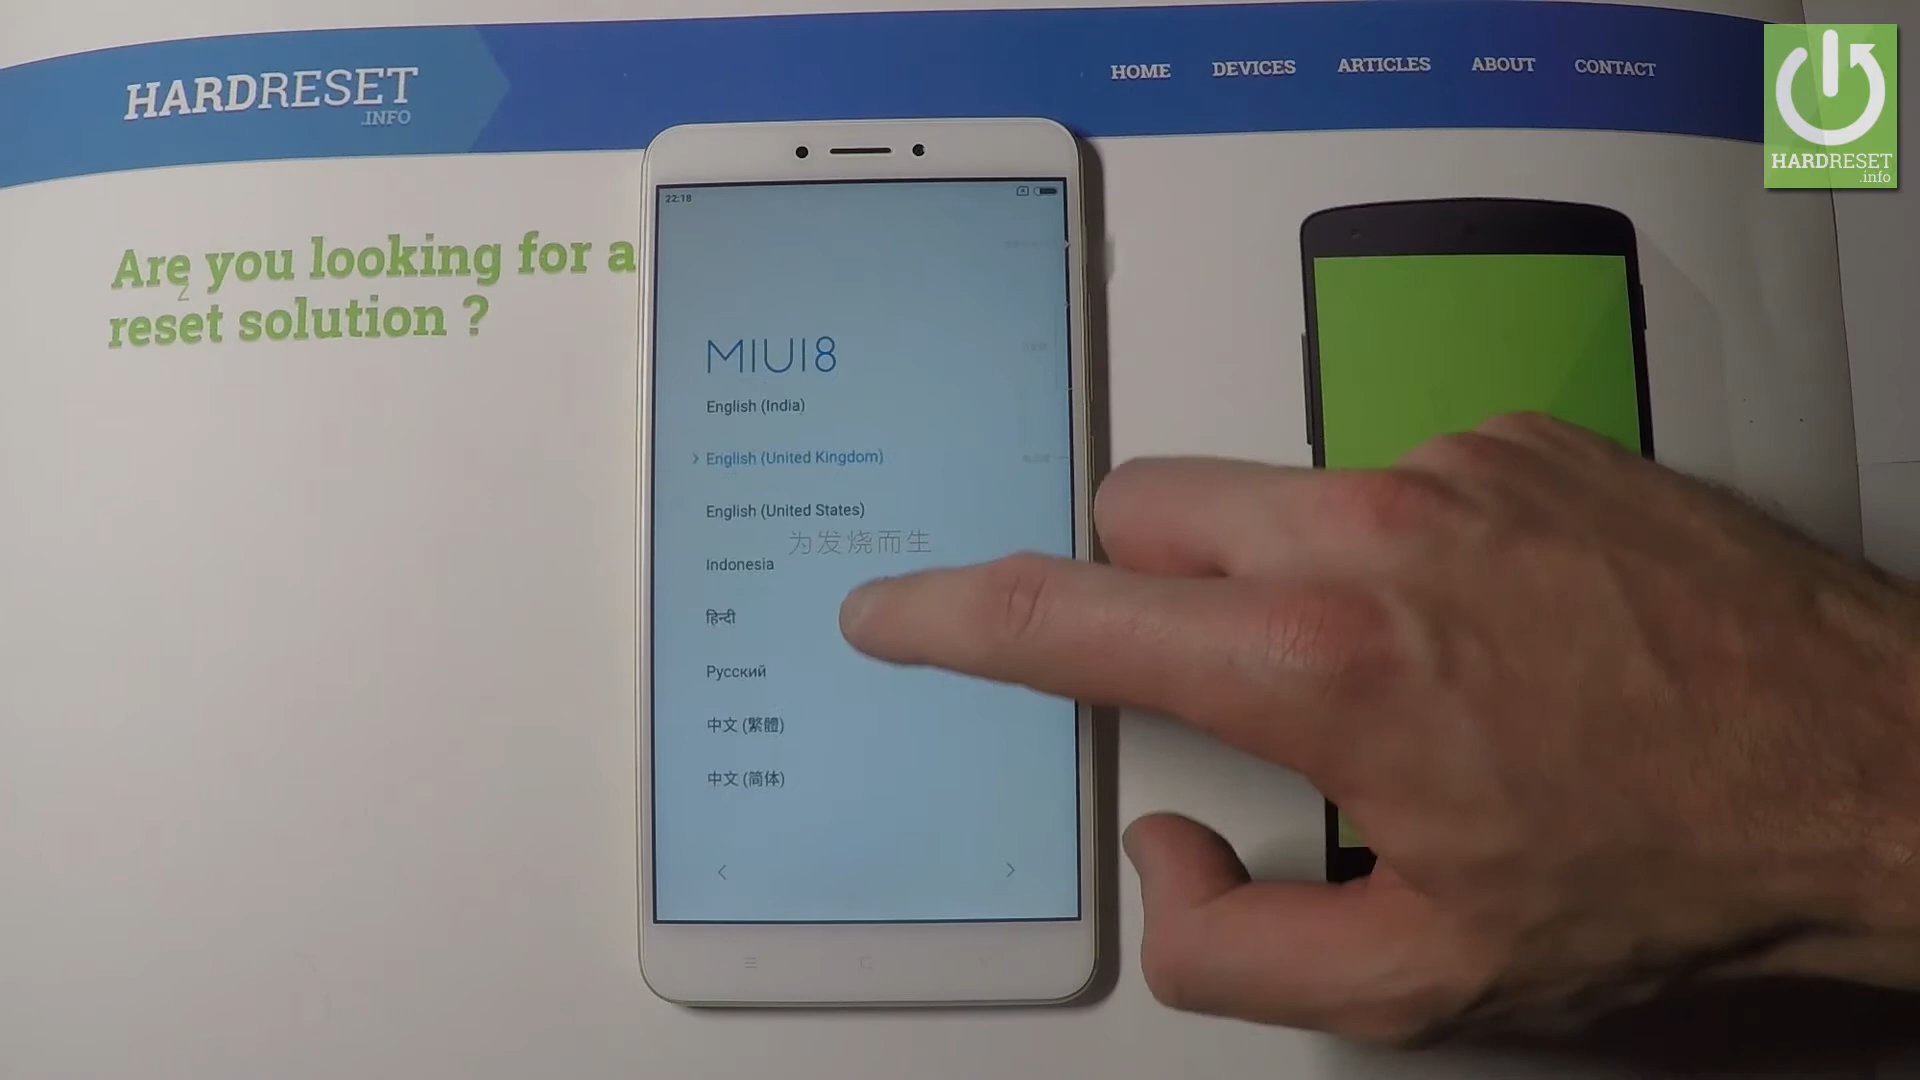 HARDRESET
.INFO
HOME DEVICES ARTICLES ABOUT CONTACT
HARDRESET
.info
Are you looking for a
reset solution ?
22:18
MIUI8
English (India)
English (United Kingdom)
English (United States)
为发烧而生
Indonesia
हिन्दी
Русский
中文 (繁體)
中文 (简体)